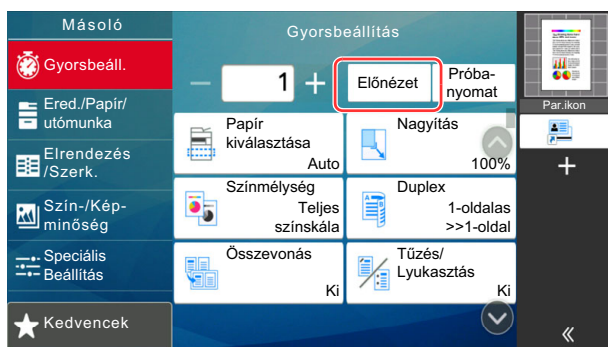 Másoló
Gyorsbeáll.
Ered./Papír/
utómunka
Elrendezés
/Szerk.
Szín-/Kép-
minőség
Speciális
Beállítás
Kedvencek
Gyorsbeállítás
1
Előnézet
Próba-
nyomat
Papír
kiválasztása
Auto
Nagyítás
100%
Színmélység
Teljes
színskála
Duplex
1-oldalas
>>1-oldal
Összevonás
Ki
Tűzés/
Lyukasztás
Ki
Par.ikon